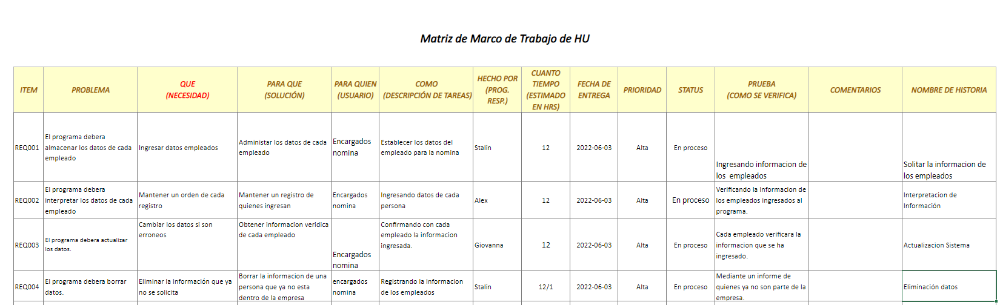 Matriz de Marco de Trabajo de HU
ITEM
PROBLEMA
QUE
(NECESIDAD)
PARA QUE
(SOLUCIÓN)
PARA QUIEN
(USUARIO)
COMO
(DESCRIPCIÓN DE TAREAS)
HECHO POR
(PROG.
RESP.)
CUANTO
TIEMPO
(ESTIMADO
EN HRS)
FECHA DE
ENTREGA
PRIORIDAD
STATUS
PRUEBA
(COMO SE VERIFICA)
COMENTARIOS
NOMBRE DE HISTORIA
REQ001
El programa debera
almacenar los datos de cada
empleado
Ingresar datos empleados
Administar los datos de cada
empleado
Encargados
nomina
Establecer los datos del
empleado para la nomina
Stalin
12
2022-06-03
Alta
En proceso
Ingresando informacion de
los empleados
Solitar la informacion de
los empleados
REQ002
El programa debera
interpretar los datos de cada
empleado
Mantener un orden de cada
registro
Mantener un registro de
quienes ingresan
Encargados
nomina
Ingresando datos de cada
persona
Alex
12
2022-06-03
Alta
En proceso
Verificando la informacion de
los empleados ingresados al
programa.
Interpretacion de
Información
REQ003
El programa debera actualizar
los datos.
Cambiar los datos si son
erroneos
Obtener informacion veridica
de cada empleado
Encargados
nomina
Confirmando con cada
empleado la informacion
ingresada.
Giovanna
12
2022-06-03
Alta
En proceso
Cada empleado verificara la
informacion que se ha
ingresado.
Actualizacion Sistema
REQ004
El programa debera borrar
datos.
Eliminar la información que ya
no se solicita
Borrar la informacion de una
persona que ya no esta
dentro de la empresa
encargados
nomina
Registrando la informacion
de los empleados
Stalin
12/1
2022-06-03
Alta
En proceso
Mediante un informe de
quienes ya no son parte de la
empresa.
Eliminación datos